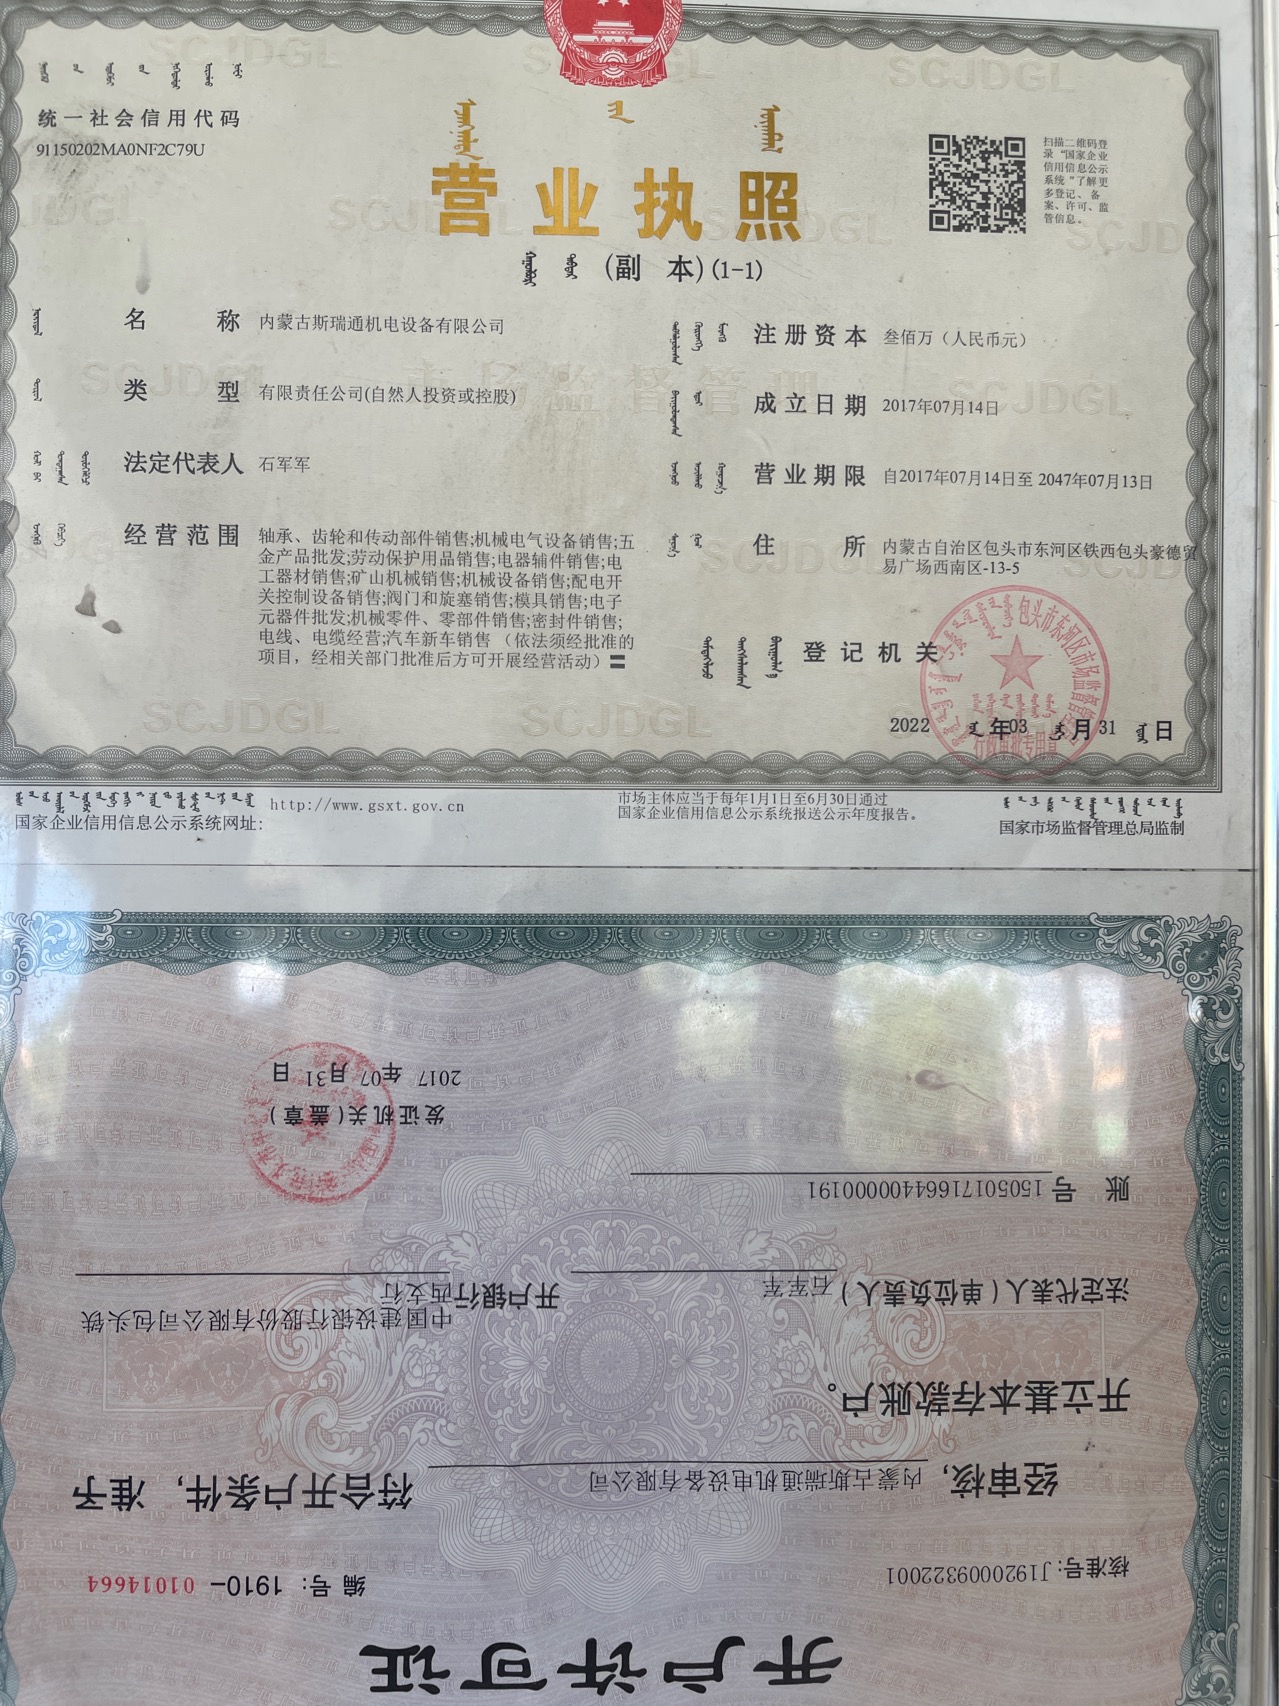 统一社会信用代码
91150202MA0NF2C79U
营业执照
(副 本)(1-1)
扫描二维码登
录“国家企业
信用信息公示
系统”了解更
多登记、备
案、许可、监
管信息。
名 称 内蒙古斯瑞通机电设备有限公司
类 型 有限责任公司(自然人投资或控股)
法定代表人 石军军
经营范围 轴承、齿轮和传动部件销售;机械电气设备销售;五
金产品批发;劳动保护用品销售;电器辅件销售;电
工器材销售;矿山机械销售;机械设备销售;配电开
关控制设备销售;阀门和旋塞销售;模具销售;电子
元器件批发;机械零件、零部件销售;密封件销售;
电线、电缆经营;汽车新车销售 (依法须经批准的
项目,经相关部门批准后方可开展经营活动)
注册资本 叁佰万(人民币元)
成立日期 2017年07月14日
营业期限 自2017年07月14日至 2047年07月13日
住 所 内蒙古自治区包头市东河区铁西包头豪德贸
易广场西南区-13-5
登记机关
包头市东河区市场监督管理局
行政审批专用章
2022 年03 月31 日
国家企业信用信息公示系统网址:
http://www.gsxt.gov.cn
市场主体应当于每年1月1日至6月30日通过
国家企业信用信息公示系统报送公示年度报告。
国家市场监督管理总局监制
开户许可证
核准号: J1920009322001
编号: 1910-01014664
经审核, 内蒙古斯瑞通机电设备有限公司 符合开户条件, 准予
开立基本存款账户。
法定代表人(单位负责人) 石军军
开户银行 中国建设银行股份有限公司包头铁
西支行
账 号 15050171664400000191
发证机关(盖章)
2017 年 07 月 31 日